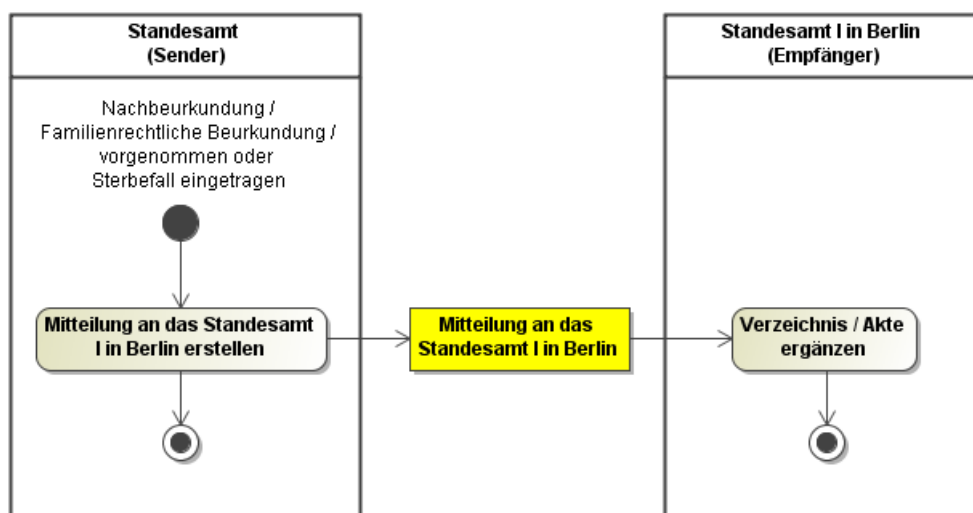 Standesamt
(Sender)
Standesamt I in Berlin
(Empfänger)
Nachbeurkundung /
Familienrechtliche Beurkundung /
vorgenommen oder
Sterbefall eingetragen
Mitteilung an das Standesamt
I in Berlin erstellen
Mitteilung an das
Standesamt I in Berlin
Verzeichnis / Akte
ergänzen